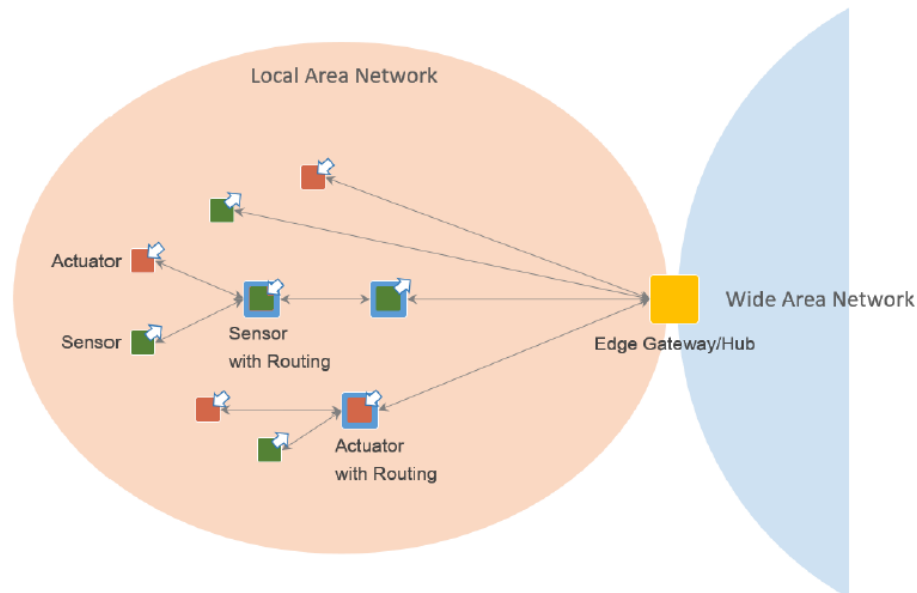 Local Area Network
Actuator
Sensor
Sensor
with Routing
Actuator
with Routing
Edge Gateway/Hub
Wide Area Network